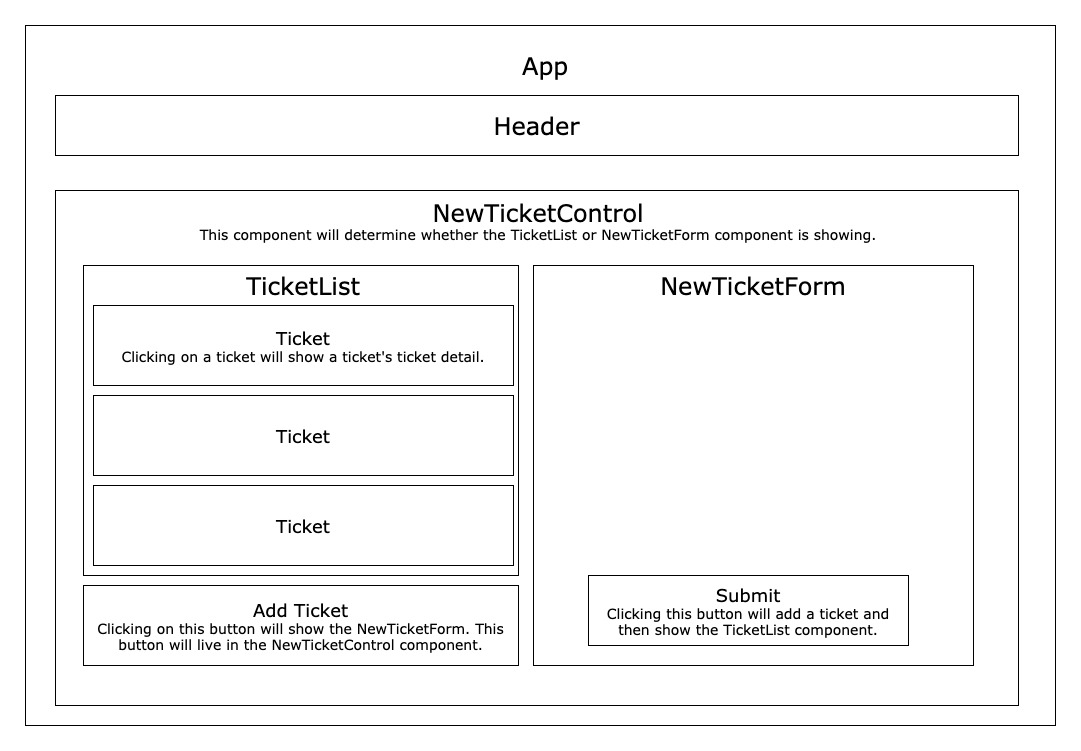 App
Header
NewTicketControl
This component will determine whether the TicketList or NewTicketForm component is showing.
TicketList
Ticket
Clicking on a ticket will show a ticket's ticket detail.
Ticket
Ticket
Add Ticket
Clicking on this button will show the NewTicketForm. This
button will live in the NewTicketControl component.
NewTicketForm
Submit
Clicking this button will add a ticket and
then show the TicketList component.